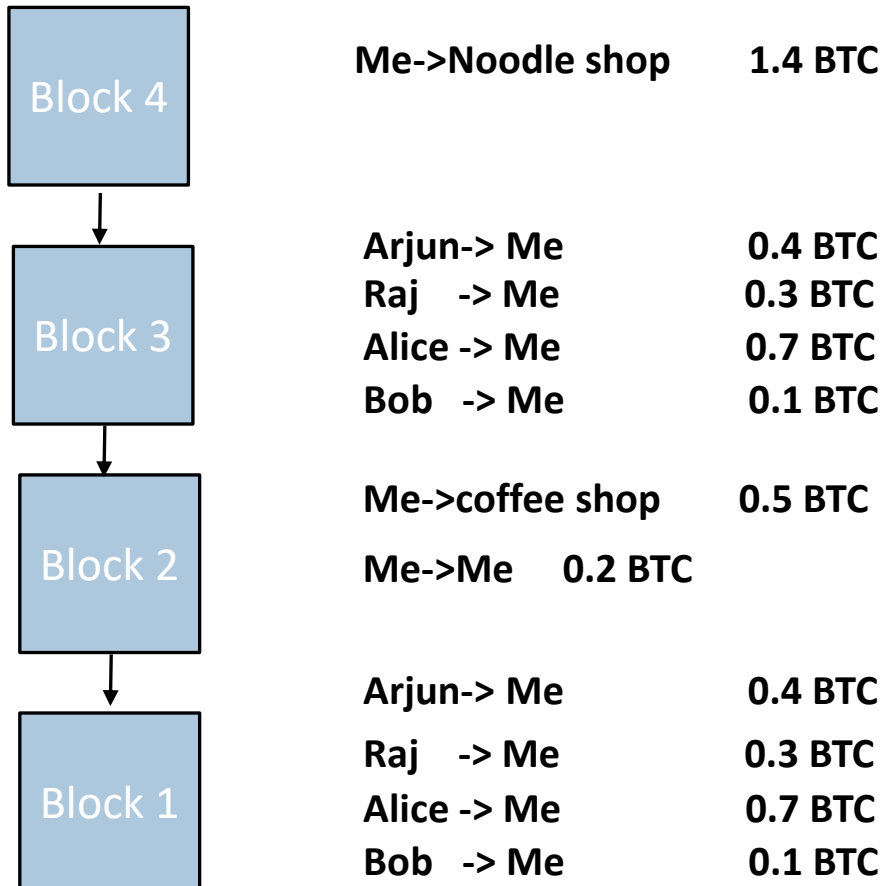 Block 4
Me->Noodle shop 1.4 BTC
Block 3
Arjun-> Me 0.4 BTC
Raj -> Me 0.3 BTC
Alice -> Me 0.7 BTC
Bob -> Me 0.1 BTC
Block 2
Me->coffee shop 0.5 BTC
Me->Me 0.2 BTC
Block 1
Arjun-> Me 0.4 BTC
Raj -> Me 0.3 BTC
Alice -> Me 0.7 BTC
Bob -> Me 0.1 BTC